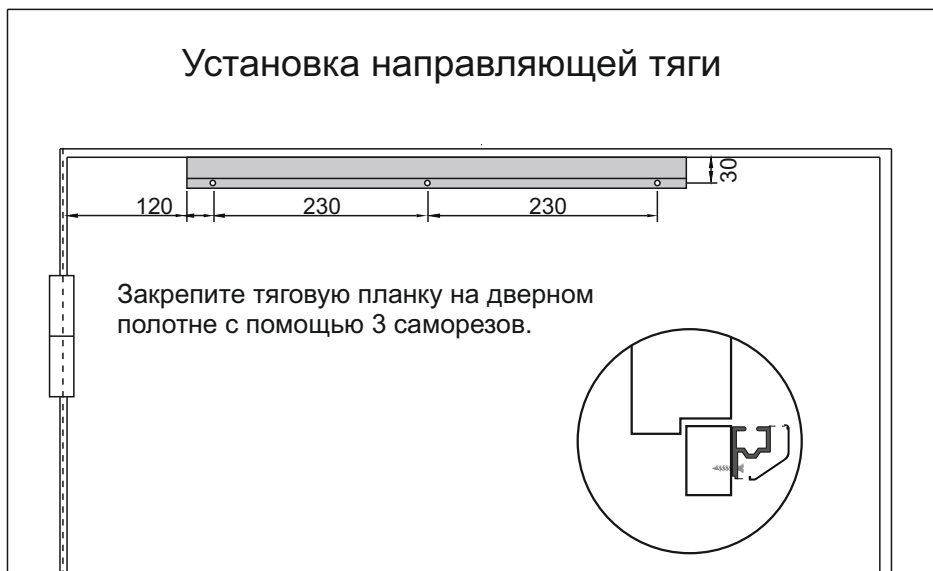 Установка направляющей тяги
30
120 230 230
Закрепите тяговую планку на дверном
полотне с помощью 3 саморезов.